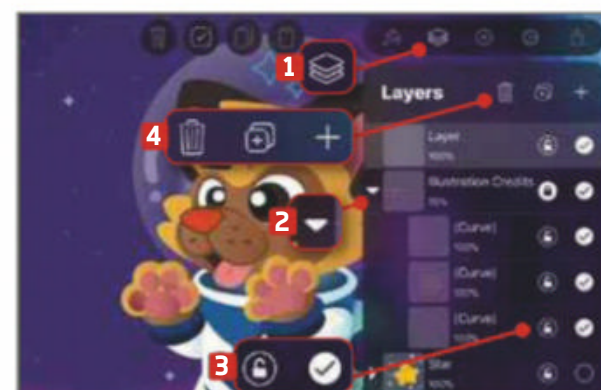 1
Layers
4
Layer
100%
Illustration Credits
2
(Curve)
100%
(Curve)
100%
(Curve)
100%
3
Star
100%